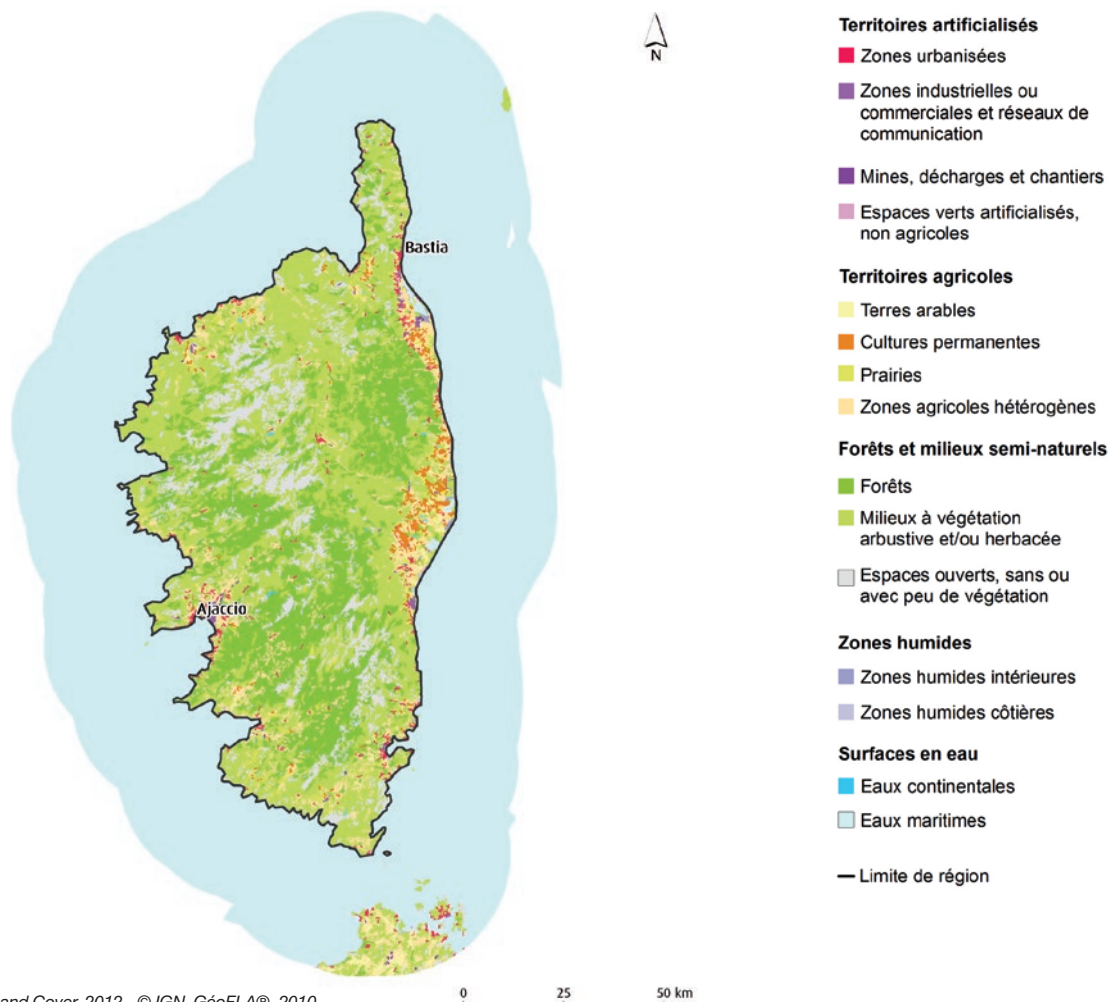 N
Bastia
Ajaccio
Territoires artificialisés
Zones urbanisées
Zones industrielles ou
commerciales et réseaux de
communication
Mines, décharges et chantiers
Espaces verts artificialisés,
non agricoles
Territoires agricoles
Terres arables
Cultures permanentes
Prairies
Zones agricoles hétérogènes
Forêts et milieux semi-naturels
Forêts
Milieux à végétation
arbustive et/ou herbacée
Espaces ouverts, sans ou
avec peu de végétation
Zones humides
Zones humides intérieures
Zones humides côtières
Surfaces en eau
Eaux continentales
Eaux maritimes
Limite de région
and Cover, 2012 - © IGN, GéoFLA®, 2010
0 25 50 km